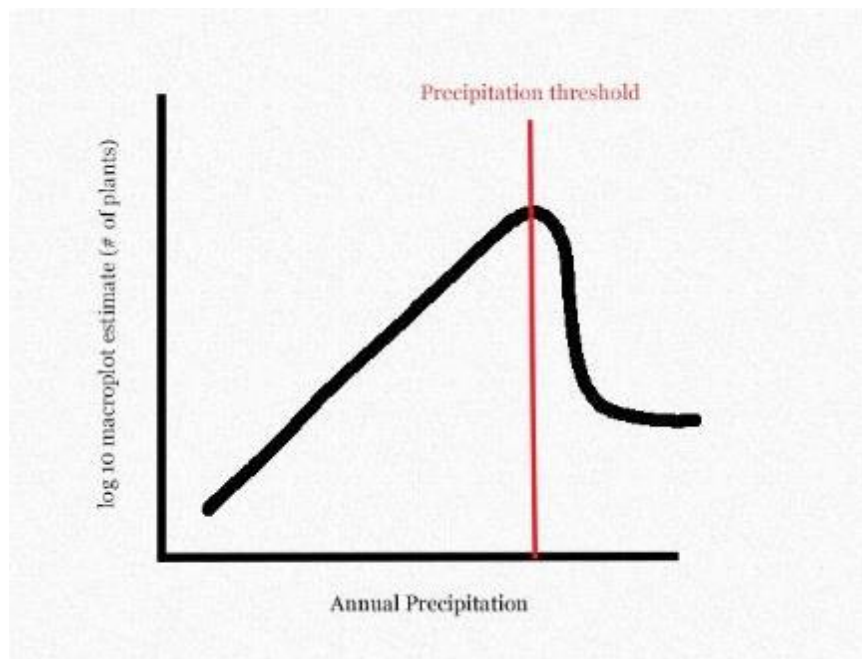 Precipitation threshold
log 10 macroplot estimate (# of plants)
Annual Precipitation